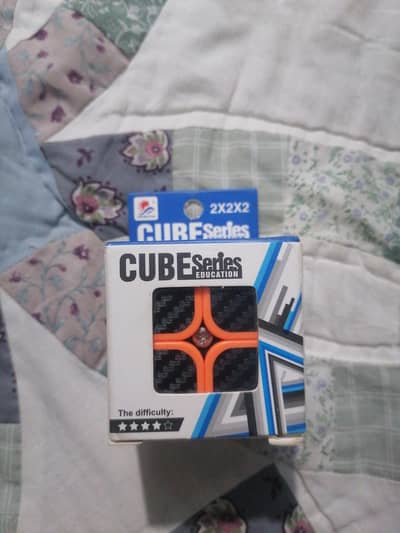 2X2X2
CUBE Series
CUBE Series
EDUCATION
The difficulty: